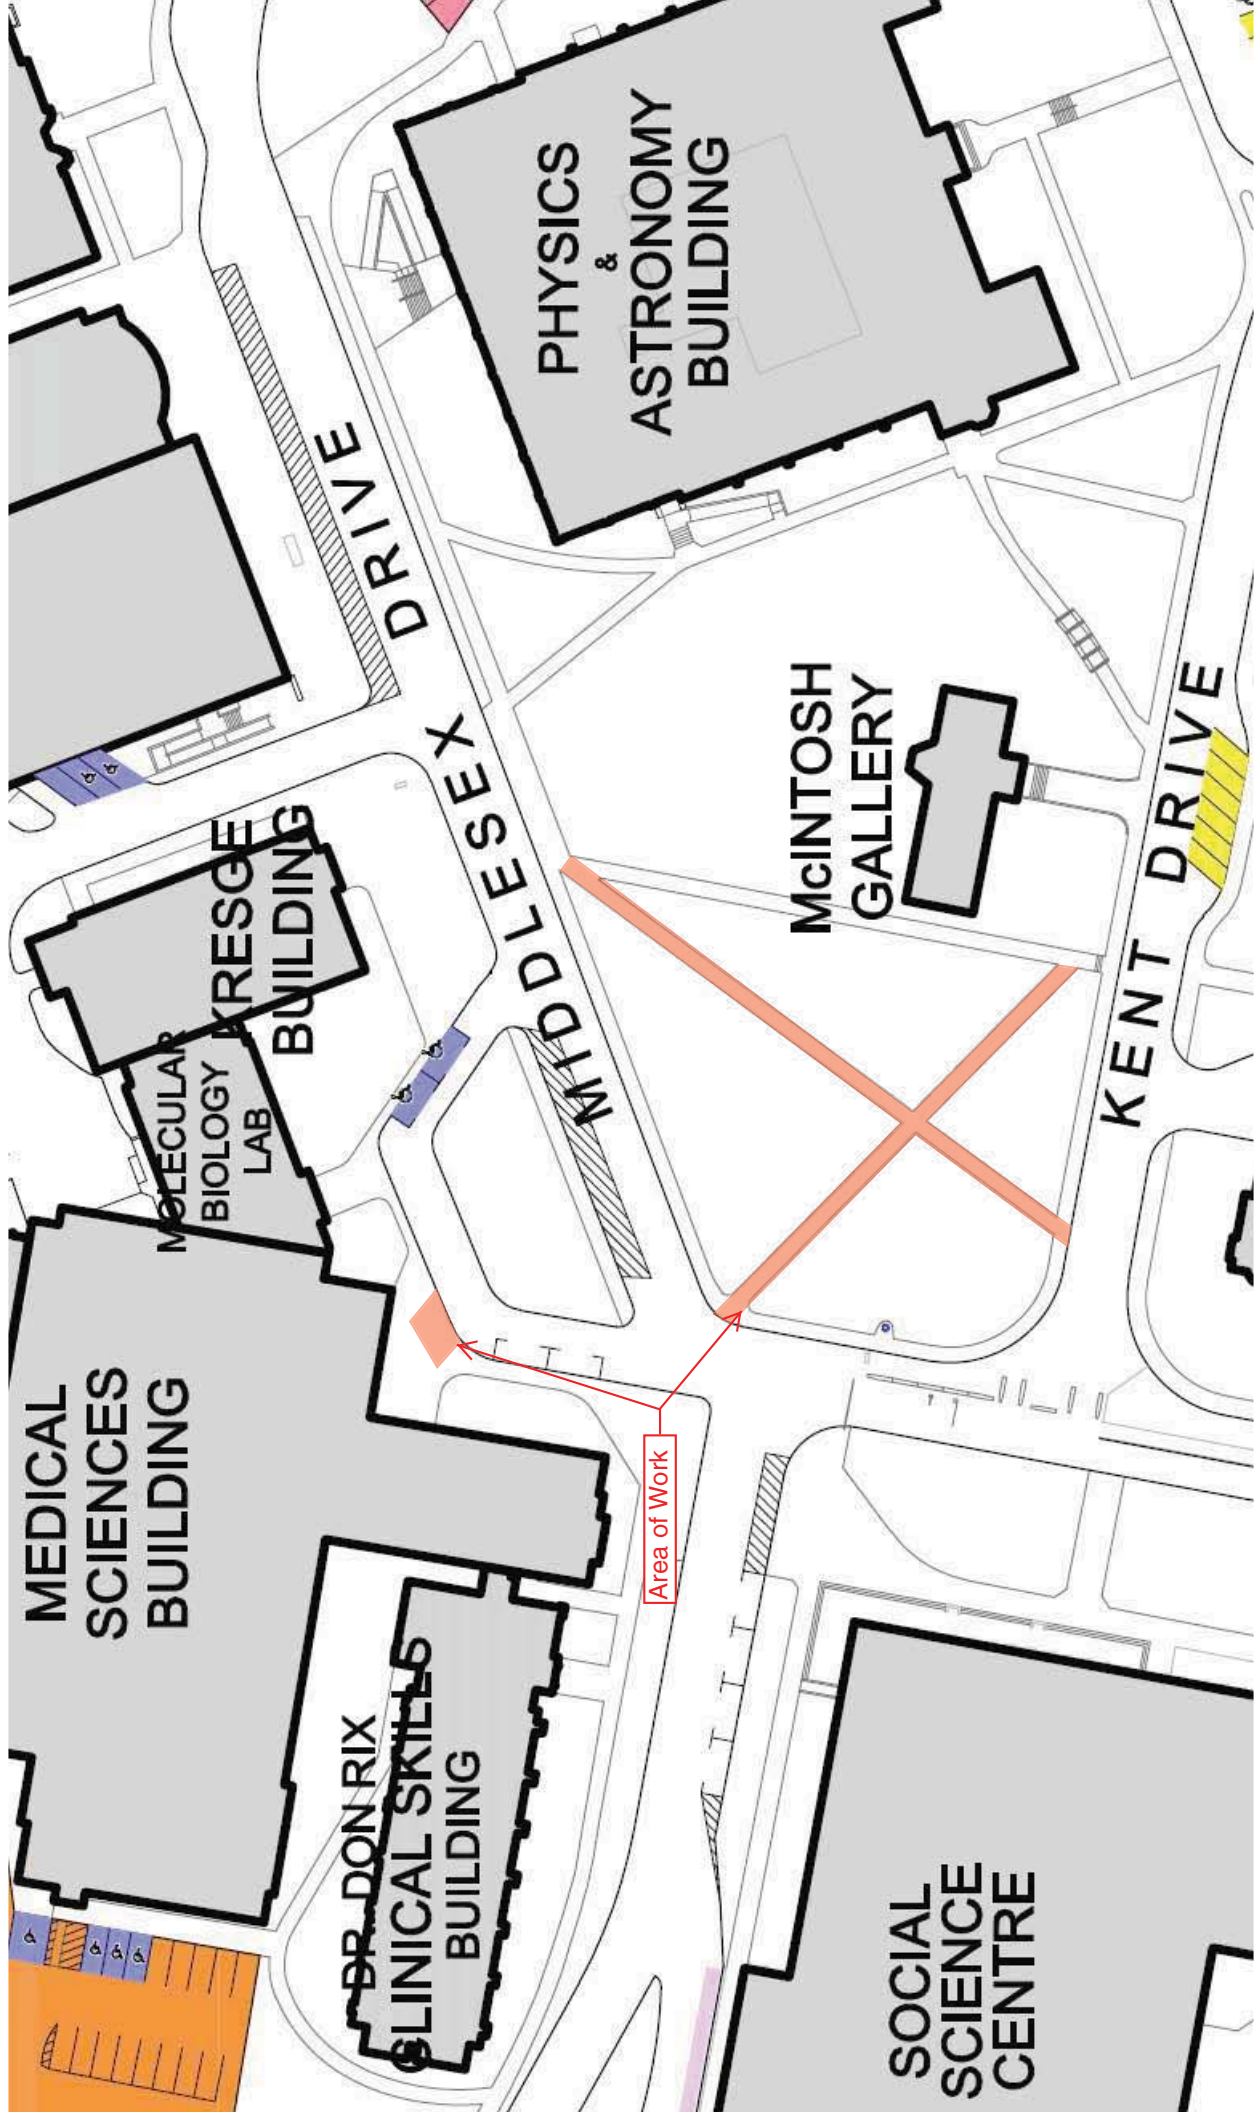 PHYSICS
&
ASTRONOMY
BUILDING
MIDDLESEX DRIVE
KRESGE
BUILDING
MOLECULAR
BIOLOGY
LAB
McINTOSH
GALLERY
KENT DRIVE
MEDICAL
SCIENCES
BUILDING
Area of Work
DR. DON RIX
CLINICAL SKILLS
BUILDING
SOCIAL
SCIENCE
CENTRE